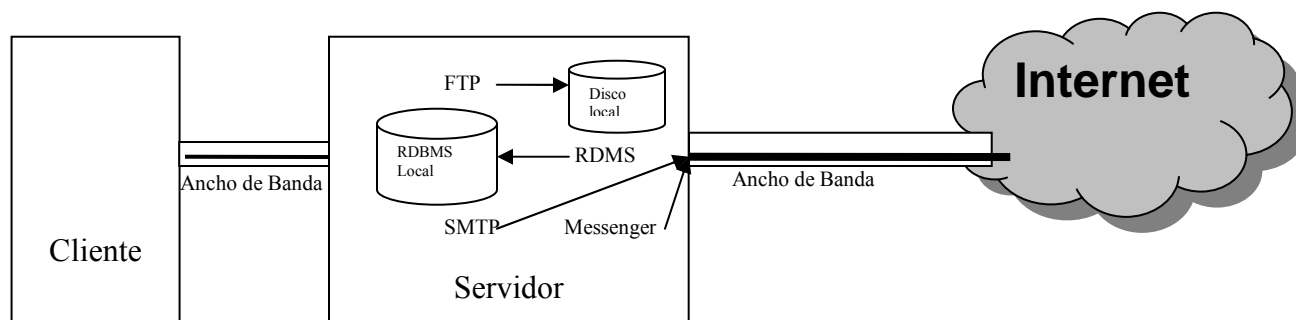 Internet
FTP
Disco
local
RDBMS
Local
RDMS
Ancho de Banda
Ancho de Banda
SMTP
Messenger
Cliente
Servidor